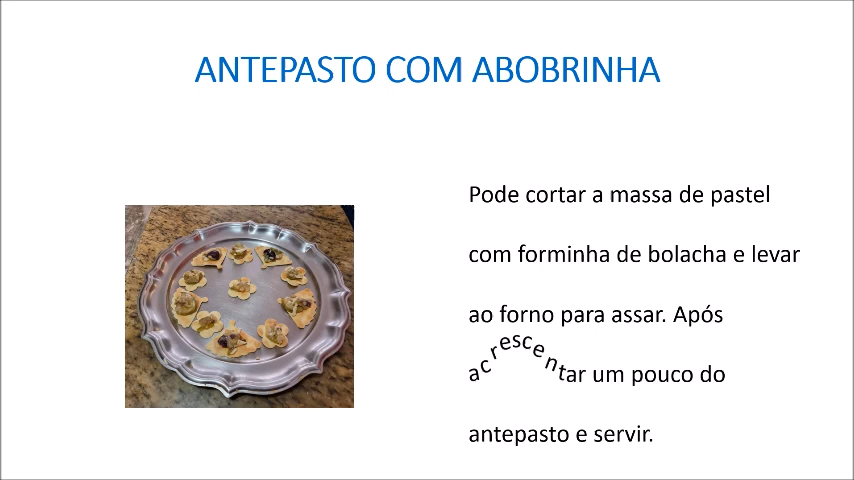 ANTEPASTO COM ABOBRINHA
Pode cortar a massa de pastel
com forminha de bolacha e levar
ao forno para assar. Após
acrescentar um pouco do
antepasto e servir.